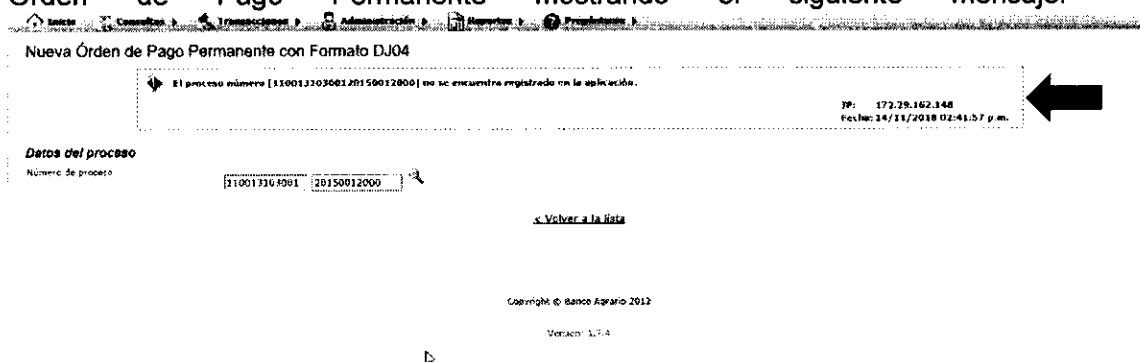 Orden de Pago Permanente mostrando el siguiente mensaje:
Inicio Consultas Transacciones Administración Reportes Preguntas
Nueva Órden de Pago Permanente con Formato DJ04
El proceso número [11001310300120150012000] no se encuentra registrado en la aplicación.
IP: 172.29.162.148
Fecha: 14/11/2018 02:41:57 p.m.
Datos del proceso
Número de proceso
110013103001 20150012000
< Volver a la lista
Copyright © Banco Agrario 2012
Version: 1.7.4